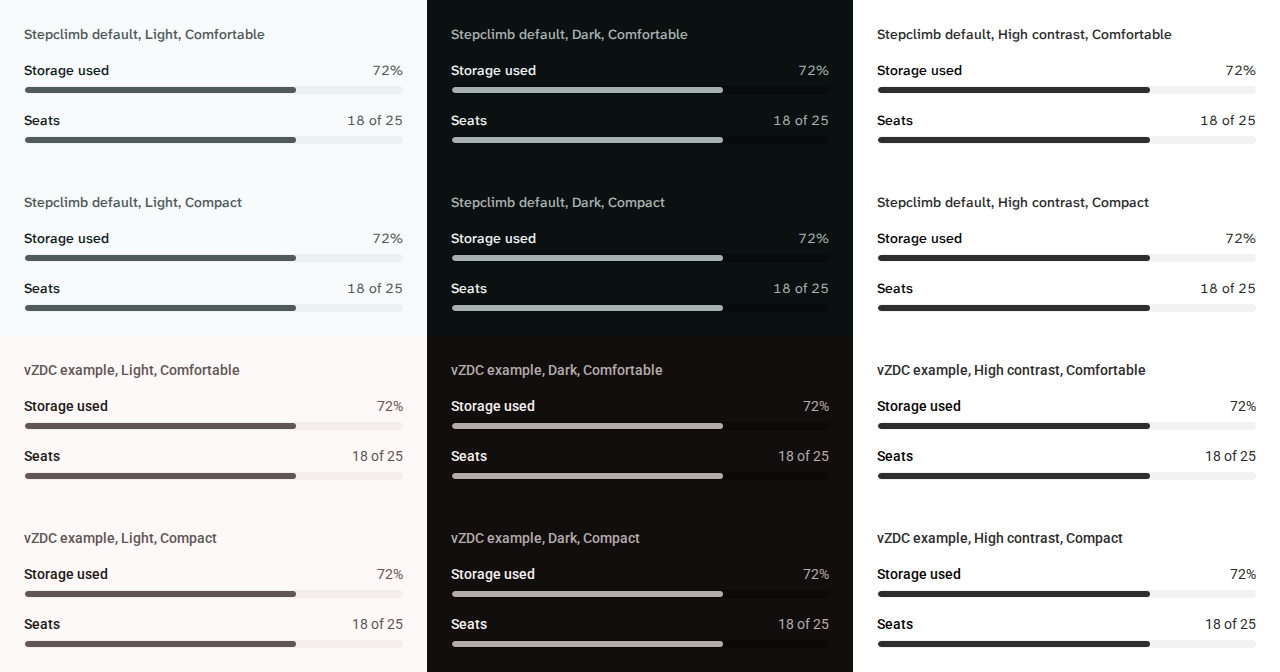 Stepclimb default, Light, Comfortable
Storage used 72%
Seats 18 of 25
Stepclimb default, Dark, Comfortable
Storage used 72%
Seats 18 of 25
Stepclimb default, High contrast, Comfortable
Storage used 72%
Seats 18 of 25
Stepclimb default, Light, Compact
Storage used 72%
Seats 18 of 25
Stepclimb default, Dark, Compact
Storage used 72%
Seats 18 of 25
Stepclimb default, High contrast, Compact
Storage used 72%
Seats 18 of 25
vZDC example, Light, Comfortable
Storage used 72%
Seats 18 of 25
vZDC example, Dark, Comfortable
Storage used 72%
Seats 18 of 25
vZDC example, High contrast, Comfortable
Storage used 72%
Seats 18 of 25
vZDC example, Light, Compact
Storage used 72%
Seats 18 of 25
vZDC example, Dark, Compact
Storage used 72%
Seats 18 of 25
vZDC example, High contrast, Compact
Storage used 72%
Seats 18 of 25